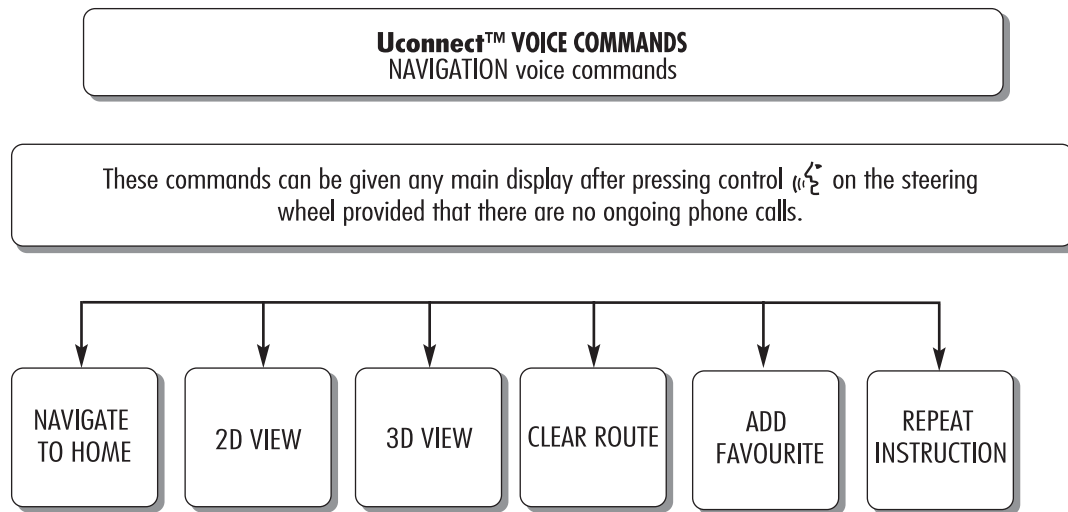 Uconnect™ VOICE COMMANDS
NAVIGATION voice commands
These commands can be given any main display after pressing control on the steering
wheel provided that there are no ongoing phone calls.
NAVIGATE
TO HOME
2D VIEW
3D VIEW
CLEAR ROUTE
ADD
FAVOURITE
REPEAT
INSTRUCTION